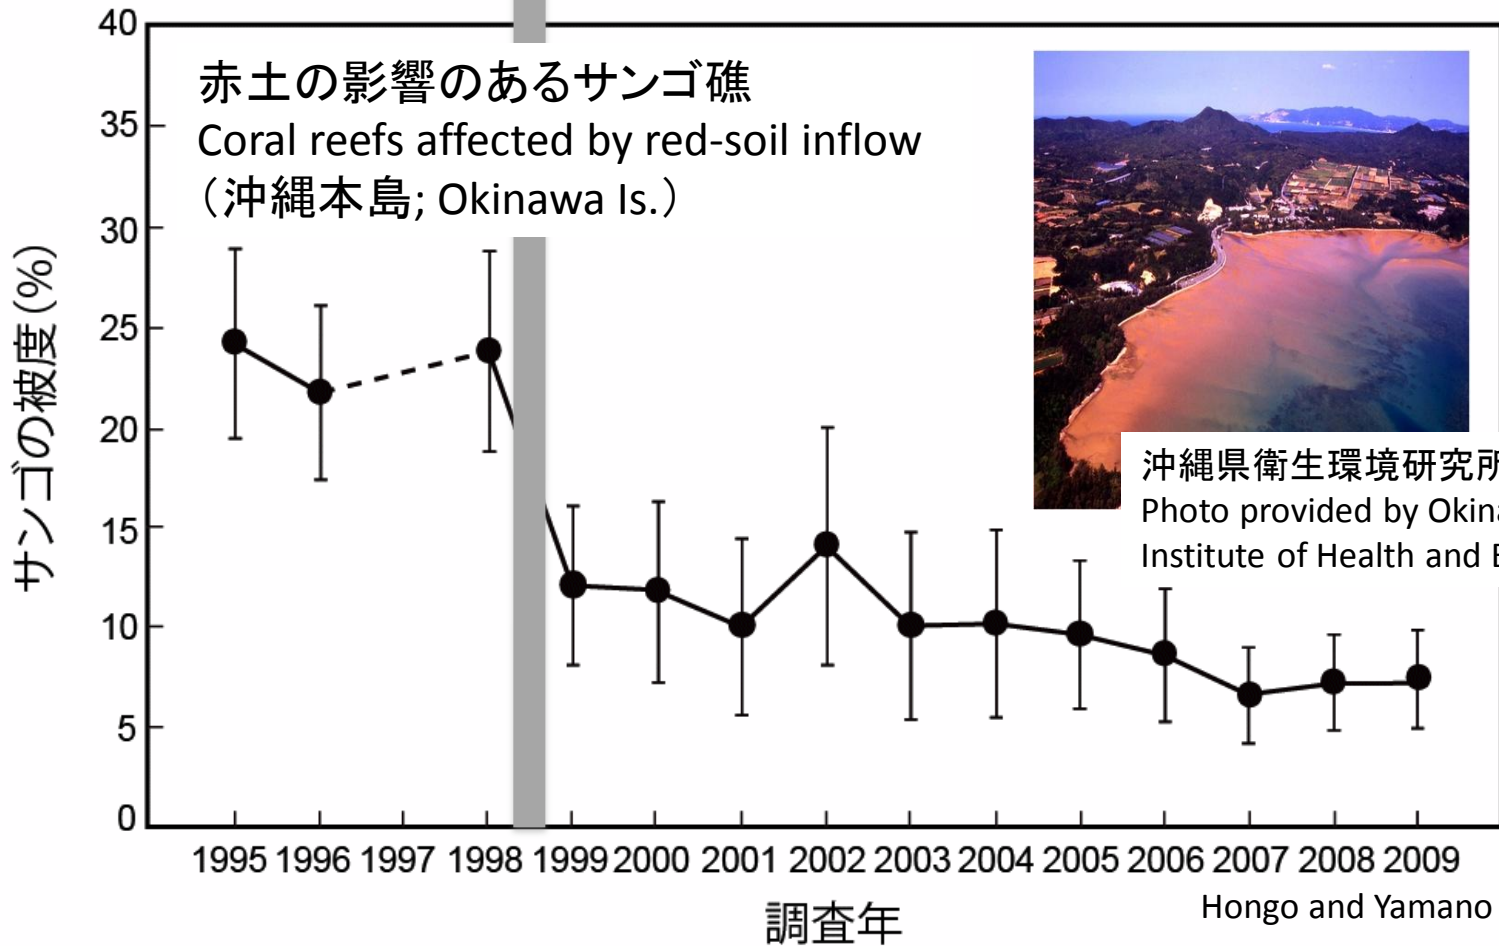 40
赤土の影響のあるサンゴ礁
Coral reefs affected by red-soil inflow
（沖縄本島; Okinawa Is.）
35
30
25
20
15
10
5
0
サンゴの被度(%)
沖縄県衛生環境研究所
Photo provided by
Institute of Health and
1995 1996 1997 1998 1999 2000 2001 2002 2003 2004 2005 2006 2007 2008 2009
調査年
Hongo and Yamano